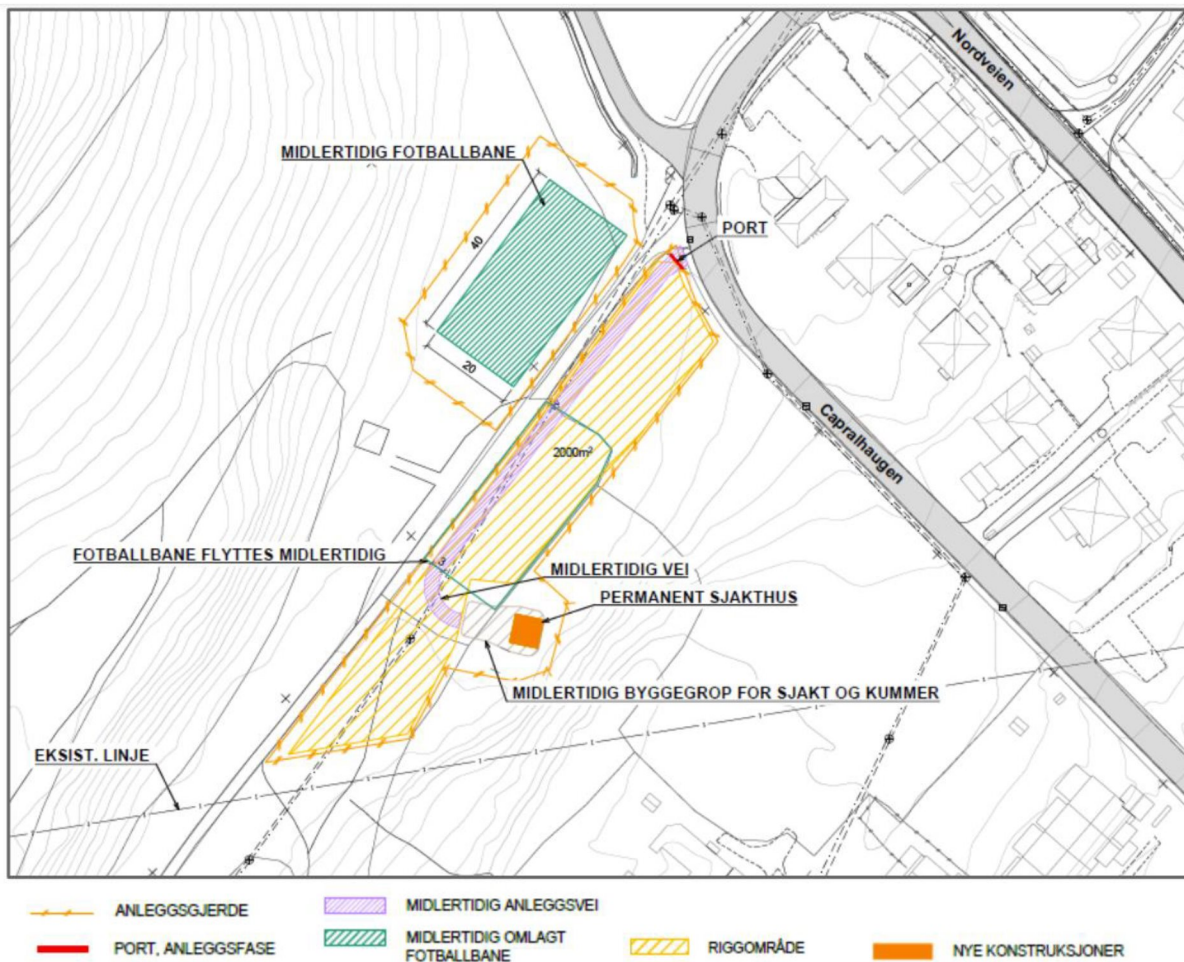 Nordveien
MIDLERTIDIG FOTBALLBANE
PORT
40
20
Capralhaugen
2000m²
FOTBALLBANE FLYTTES MIDLERTIDIG
3
MIDLERTIDIG VEI
PERMANENT SJAKTHUS
MIDLERTIDIG BYGGEGROP FOR SJAKT OG KUMMER
EKSIST. LINJE
ANLEGGSGJERDE
MIDLERTIDIG ANLEGGSVEI
PORT, ANLEGGSFASE
MIDLERTIDIG OMLAGT
FOTBALLBANE
RIGGOMRÅDE
NYE KONSTRUKSJONER